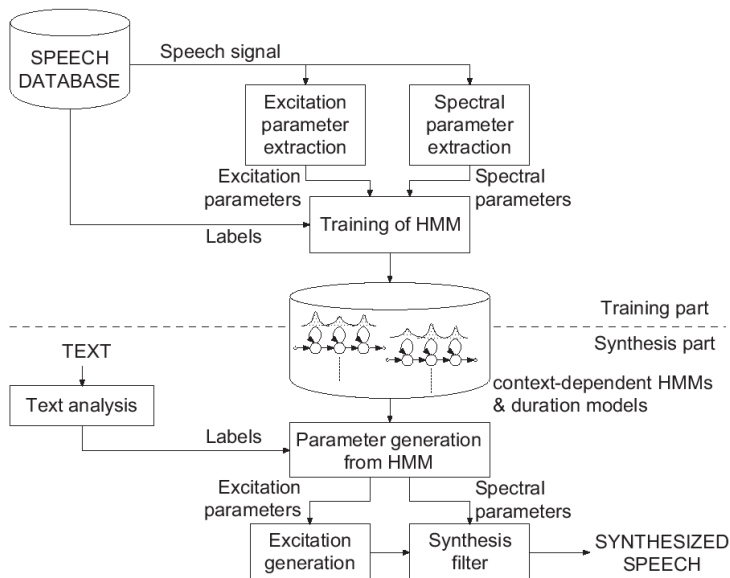 SPEECH
DATABASE
Speech signal
Excitation
parameter
extraction
Spectral
parameter
extraction
Excitation
parameters
Spectral
parameters
Labels
Training of HMM
Training part
Synthesis part
TEXT
context-dependent HMMs
& duration models
Text analysis
Labels
Parameter generation
from HMM
Excitation
parameters
Spectral
parameters
Excitation
generation
Synthesis
filter
SYNTHESIZED
SPEECH